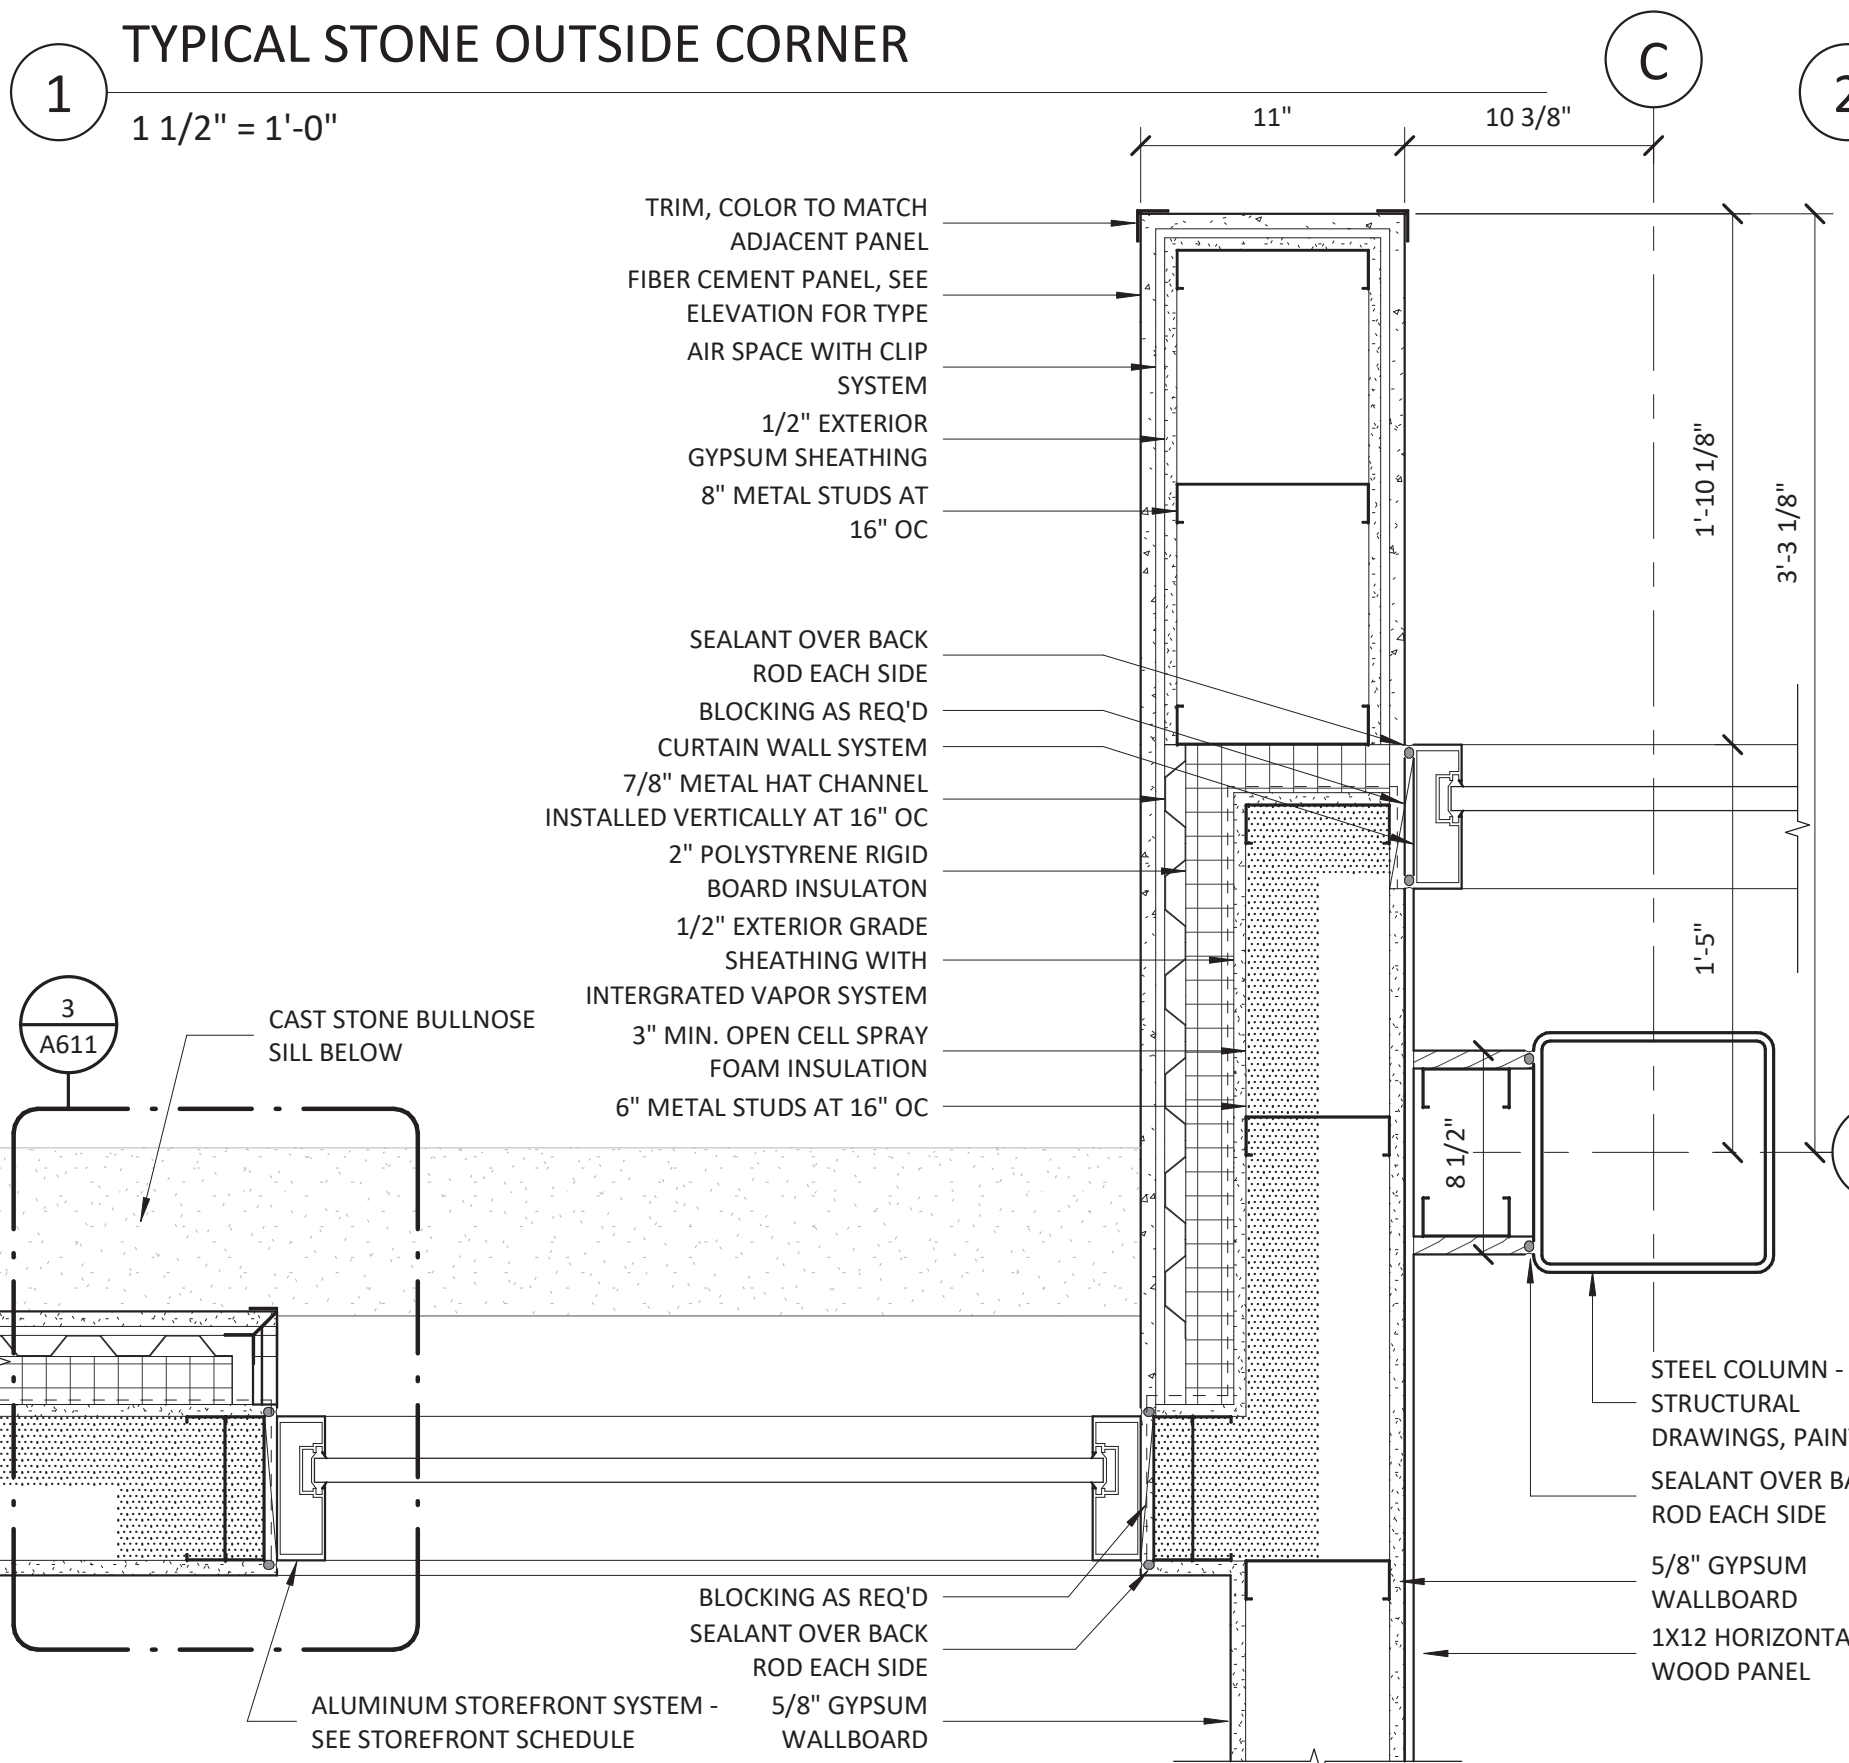 TYPICAL STONE OUTSIDE CORNER
1
1 1/2" = 1'-0"
C
2
11"
10 3/8"
TRIM, COLOR TO MATCH
ADJACENT PANEL
FIBER CEMENT PANEL, SEE
ELEVATION FOR TYPE
AIR SPACE WITH CLIP
SYSTEM
1/2" EXTERIOR
GYPSUM SHEATHING
8" METAL STUDS AT
16" OC
1'-10 1/8"
3'-3 1/8"
SEALANT OVER BACK
ROD EACH SIDE
BLOCKING AS REQ'D
CURTAIN WALL SYSTEM
7/8" METAL HAT CHANNEL
INSTALLED VERTICALLY AT 16" OC
2" POLYSTYRENE RIGID
BOARD INSULATON
1/2" EXTERIOR GRADE
SHEATHING WITH
INTERGRATED VAPOR SYSTEM
3" MIN. OPEN CELL SPRAY
FOAM INSULATION
6" METAL STUDS AT 16" OC
1'-5"
8 1/2"
3
A611
CAST STONE BULLNOSE
SILL BELOW
STEEL COLUMN -
STRUCTURAL
DRAWINGS, PAIN
SEALANT OVER BA
ROD EACH SIDE
5/8" GYPSUM
WALLBOARD
1X12 HORIZONTA
WOOD PANEL
BLOCKING AS REQ'D
SEALANT OVER BACK
ROD EACH SIDE
5/8" GYPSUM
WALLBOARD
ALUMINUM STOREFRONT SYSTEM -
SEE STOREFRONT SCHEDULE